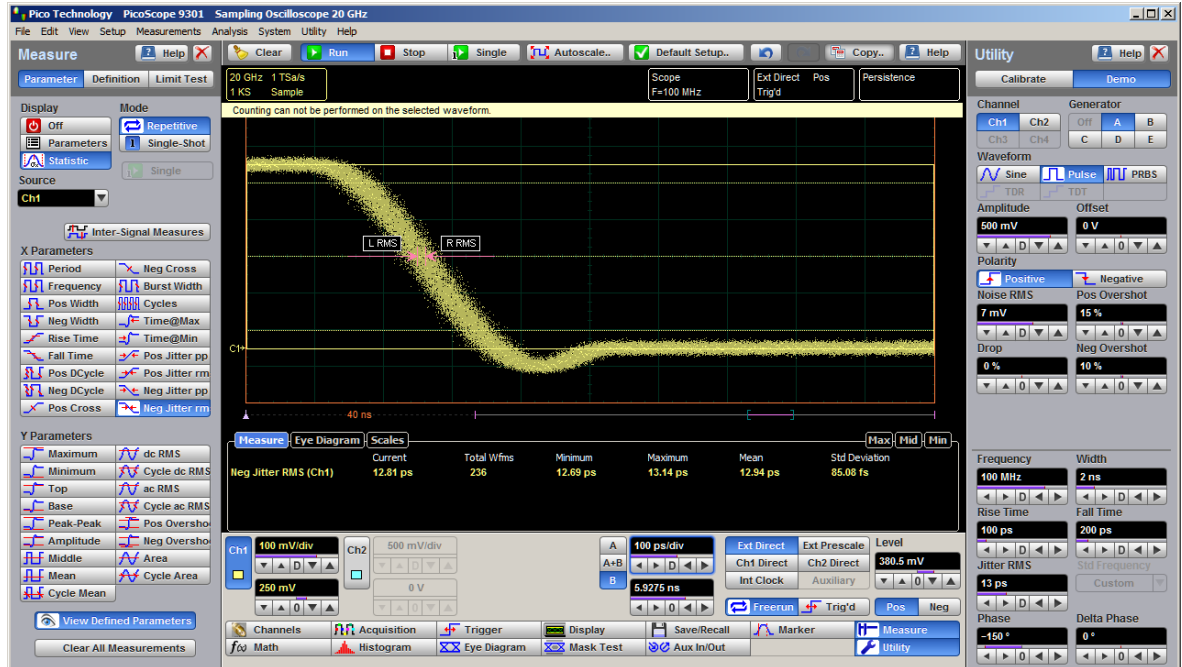 Pico Technology PicoScope 9301 Sampling Oscilloscope 20 GHz
File Edit View Setup Measurements Analysis System Utility Help
Measure Help
Parameter Definition Limit Test
Display Mode
Off Repetitive
Parameters 1 Single-Shot
Statistic
Single
Source
Ch1
Inter-Signal Measures
X Parameters
Period Neg Cross
Frequency Burst Width
Pos Width Cycles
Neg Width Time@Max
Rise Time Time@Min
Fall Time Pos Jitter pp
Pos DCycle Pos Jitter rm
Neg DCycle Neg Jitter pp
Pos Cross Neg Jitter rm
Y Parameters
Maximum dc RMS
Minimum Cycle dc RMS
Top ac RMS
Base Cycle ac RMS
Peak-Peak Pos Oversho
Amplitude Neg Oversho
Middle Area
Mean Cycle Area
Cycle Mean
View Defined Parameters
Clear All Measurements
Clear Run Stop Single Autoscale.. Default Setup.. Copy.. Help
20 GHz 1 TSa/s
1 KS Sample
Scope
F=100 MHz
Ext Direct Pos
Trig'd
Persistence
Counting can not be performed on the selected waveform.
L RMS R RMS
C1
40 ns
Measure Eye Diagram Scales Max Mid Min
Current Total Wfms Minimum Maximum Mean Std Deviation
Neg Jitter RMS (Ch1) 12.81 ps 236 12.69 ps 13.14 ps 12.94 ps 85.08 fs
Ch1 100 mV/div
D
250 mV
0
Ch2 500 mV/div
D
0 V
0
A
A+B
B
100 ps/div
D
5.9275 ns
0
Ext Direct Ext Prescale
Ch1 Direct Ch2 Direct
Int Clock Auxiliary
Freerun Trig'd
Level
380.5 mV
0
Pos Neg
Channels Acquisition Trigger Display Save/Recall Marker Measure
f(x) Math Histogram Eye Diagram Mask Test Aux In/Out Utility
Utility Help
Calibrate Demo
Channel Generator
Ch1 Ch2 Off A B
Ch3 Ch4 C D E
Waveform
Sine Pulse PRBS
TDR TDT
Amplitude Offset
500 mV 0 V
D 0
Polarity
Positive Negative
Noise RMS Pos Overshot
7 mV 15 %
D 0
Drop Neg Overshot
0 % 10 %
0 0
Frequency Width
100 MHz 2 ns
D D
Rise Time Fall Time
100 ps 200 ps
D D
Jitter RMS Std Frequency
13 ps Custom
D
Phase Delta Phase
-150 ° 0 °
0 0